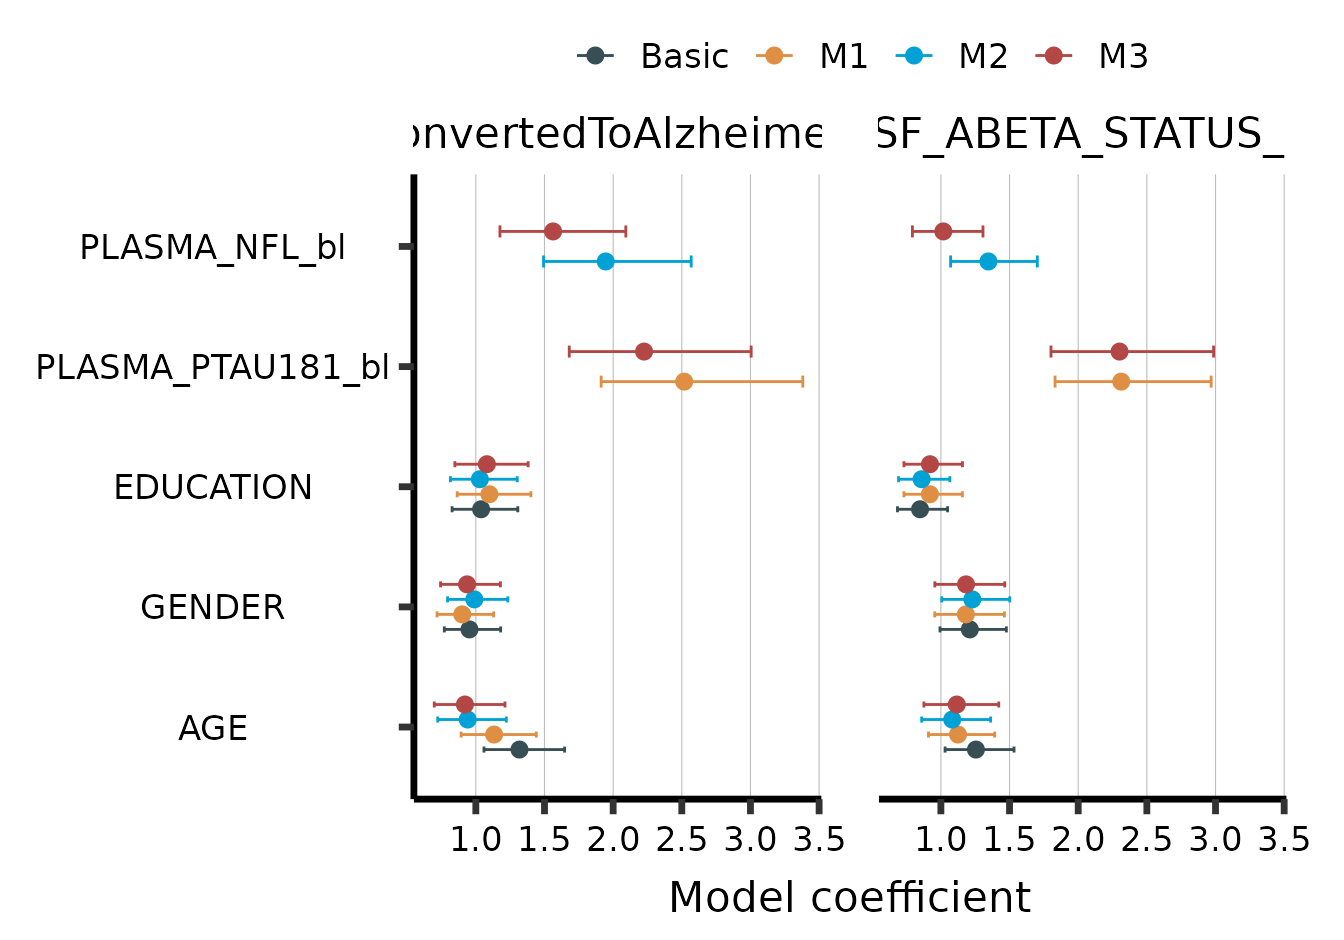 Basic M1 M2 M3
onvertedToAlzheime SF_ABETA_STATUS_
PLASMA_NFL_bl
PLASMA_PTAU181_bl
EDUCATION
GENDER
AGE
1.0 1.5 2.0 2.5 3.0 3.5 1.0 1.5 2.0 2.5 3.0 3.5
Model coefficient